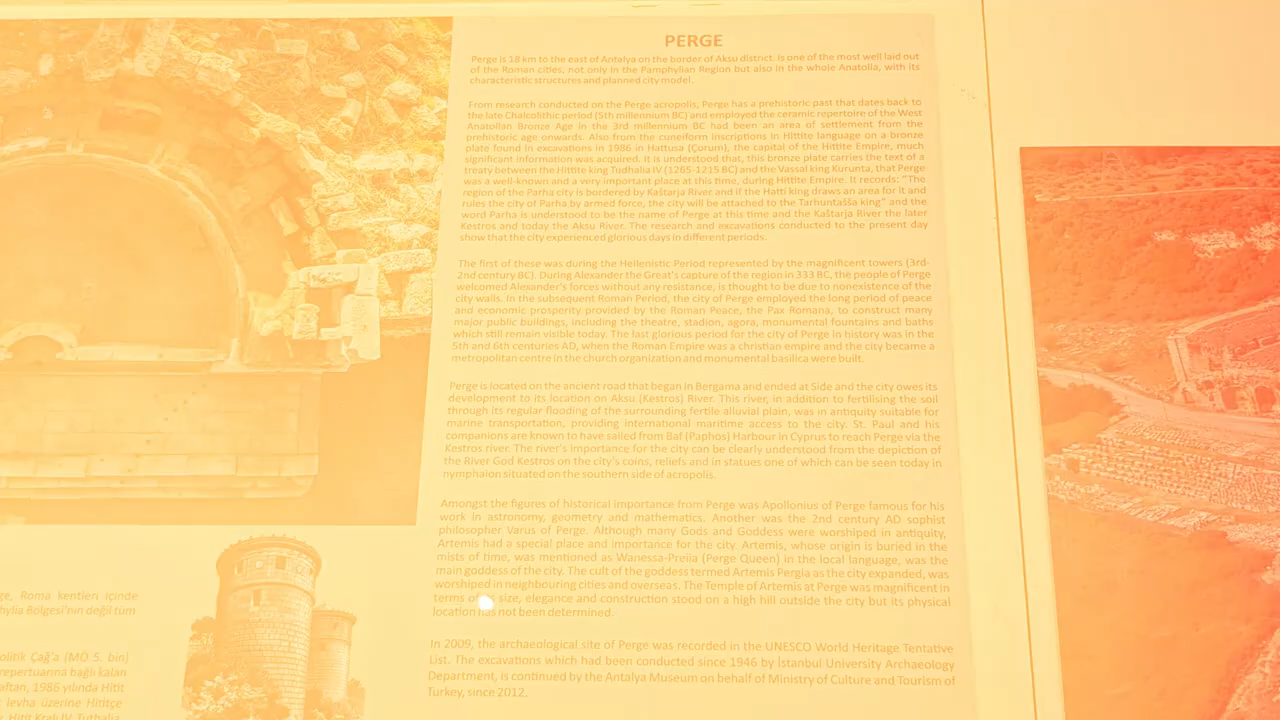 PERGE
Perge is 18 km to the east of Antalya on the border of Aksu district. Is one of the most well laid out
of the Roman cities, not only in the Pamphylian Region but also in the whole Anatolia, with its
characteristic structures and planned city model.
From research conducted on the Perge acropolis, Perge has a prehistoric past that dates back to
the late Chalcolithic period (5th millennium BC) and employed the ceramic repertoire of the West
Anatolian Bronze Age in the 3rd millennium BC had been an area of settlement from the
prehistoric age onwards. Also from the cuneiform inscriptions in Hittite language on a bronze
plate found in excavations in 1986 in Hattusa (Çorum), the capital of the Hittite Empire, much
significant information was acquired. It is understood that, this bronze plate carries the text of a
treaty between the Hittite king Tudhalia IV (1265-1215 BC) and the Vassal king Kurunta, that Perge
was a well-known and a very important place at this time, during Hittite Empire. It records: "The
region of the Parha city is bordered by Kaštarja River and if the Hatti king draws an area for it and
rules the city of Parha by armed force, the city will be attached to the Tarhuntašša king" and the
word Parha is understood to be the name of Perge at this time and the Kaštarja River the later
Kestros and today the Aksu River. The research and excavations conducted to the present day
show that the city experienced glorious days in different periods.
The first of these was during the Hellenistic Period represented by the magnificent towers (3rd-
2nd century BC). During Alexander the Great's capture of the region in 333 BC, the people of Perge
welcomed Alexander's forces without any resistance, is thought to be due to nonexistence of the
city walls. In the subsequent Roman Period, the city of Perge employed the long period of peace
and economic prosperity provided by the Roman Peace, the Pax Romana, to construct many
major public buildings, including the theatre, stadion, agora, monumental fountains and baths
which still remain visible today. The last glorious period for the city of Perge in history was in the
5th and 6th centuries AD, when the Roman Empire was a christian empire and the city became a
metropolitan centre in the church organization and monumental basilica were built.
Perge is located on the ancient road that began in Bergama and ended at Side and the city owes its
development to its location on Aksu (Kestros) River. This river, in addition to fertilising the soil
through its regular flooding of the surrounding fertile alluvial plain, was in antiquity suitable for
marine transportation, providing international maritime access to the city. St. Paul and his
companions are known to have sailed from Baf (Paphos) Harbour in Cyprus to reach Perge via the
Kestros river. The river's importance for the city can be clearly understood from the depiction of
the River God Kestros on the city's coins, reliefs and in statues one of which can be seen today in
nymphaion situated on the southern side of acropolis.
Amongst the figures of historical importance from Perge was Apollonius of Perge famous for his
work in astronomy, geometry and mathematics. Another was the 2nd century AD sophist
philosopher Varus of Perge. Although many Gods and Goddess were worshiped in antiquity,
Artemis had a special place and importance for the city. Artemis, whose origin is buried in the
mists of time, was mentioned as Wanessa-Preiia (Perge Queen) in the local language, was the
main goddess of the city. The cult of the goddess termed Artemis Pergia as the city expanded, was
worshiped in neighbouring cities and overseas. The Temple of Artemis at Perge was magnificent in
terms of size, elegance and construction stood on a high hill outside the city but its physical
location has not been determined.
In 2009, the archaeological site of Perge was recorded in the UNESCO World Heritage Tentative
List. The excavations which had been conducted since 1946 by İstanbul University Archaeology
Department, is continued by the Antalya Museum on behalf of Ministry of Culture and Tourism of
Turkey, since 2012.
Roma kentleri içinde
Bölgesi'nin değil tüm
Çağ'a (MÖ 5. bin)
repertuarına bağlı kalan
1986 yılında Hitit
levha üzerine Hititçe
Hitit Kralı IV. Tuthalia